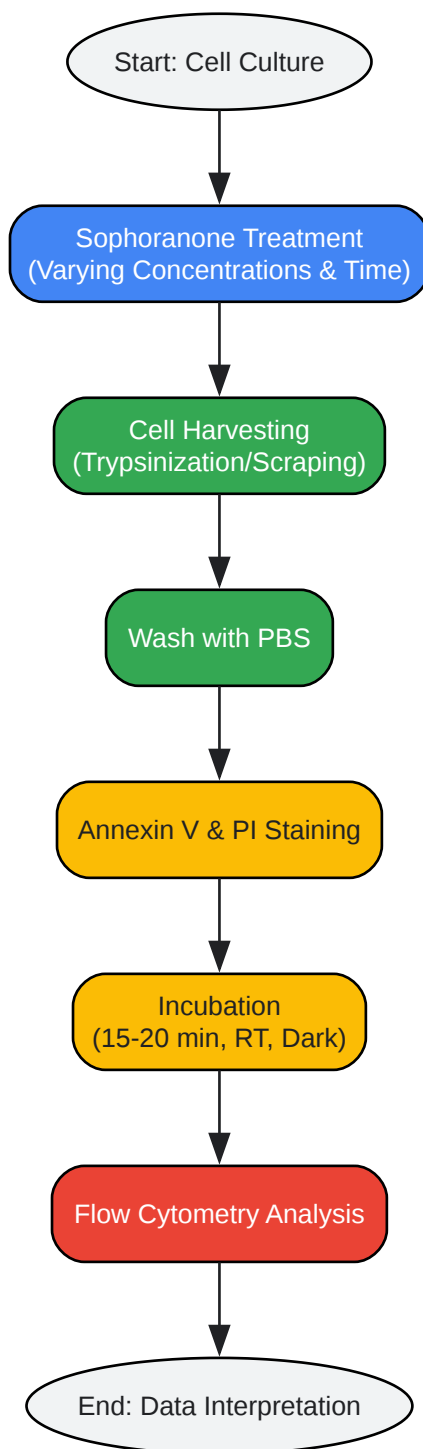 Start: Cell Culture
Sophoranone Treatment
(Varying Concentrations & Time)
Cell Harvesting
(Trypsinization/Scraping)
Wash with PBS
Annexin V & PI Staining
Incubation
(15-20 min, RT, Dark)
Flow Cytometry Analysis
End: Data Interpretation